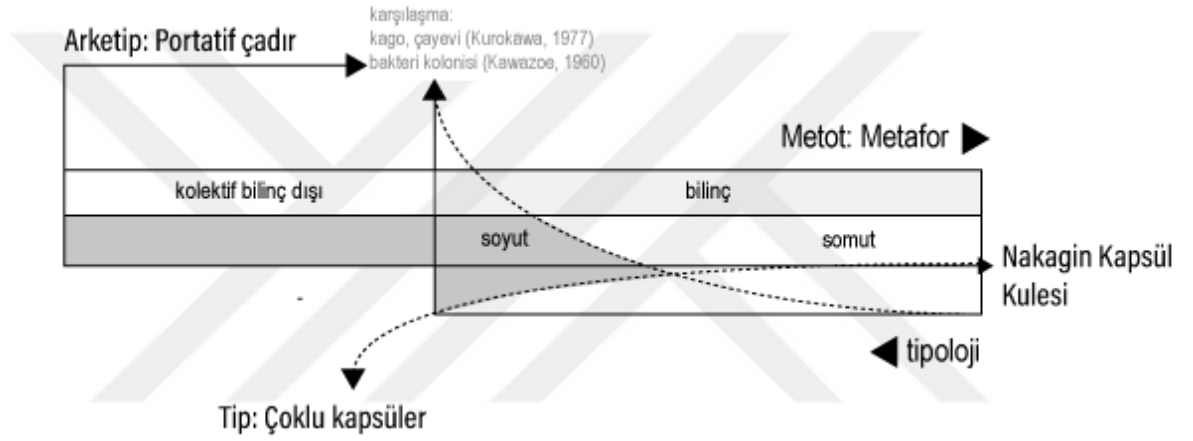 karşılaşma:
Arketip: Portatif çadır
kago, çayevi (Kurokawa, 1977)
bakteri kolonisi (Kawazoe, 1960)
Metot: Metafor
kolektif bilinç dışı
bilinç
soyut
somut
Nakagin Kapsül
Kulesi
tipoloji
Tip: Çoklu kapsüler